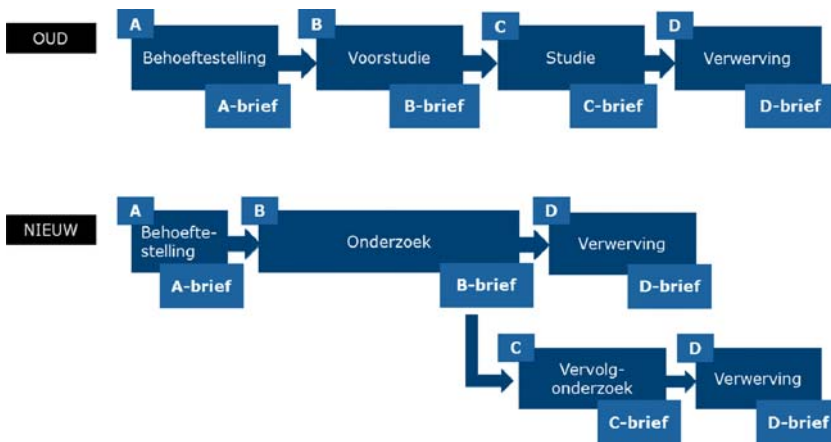 OUD
A
Behoeftestelling
A-brief
B
Voorstudie
B-brief
C
Studie
C-brief
D
Verwerving
D-brief
NIEUW
A
Behoefte-
stelling
A-brief
B
Onderzoek
B-brief
D
Verwerving
D-brief
C
Vervolg-
onderzoek
C-brief
D
Verwerving
D-brief